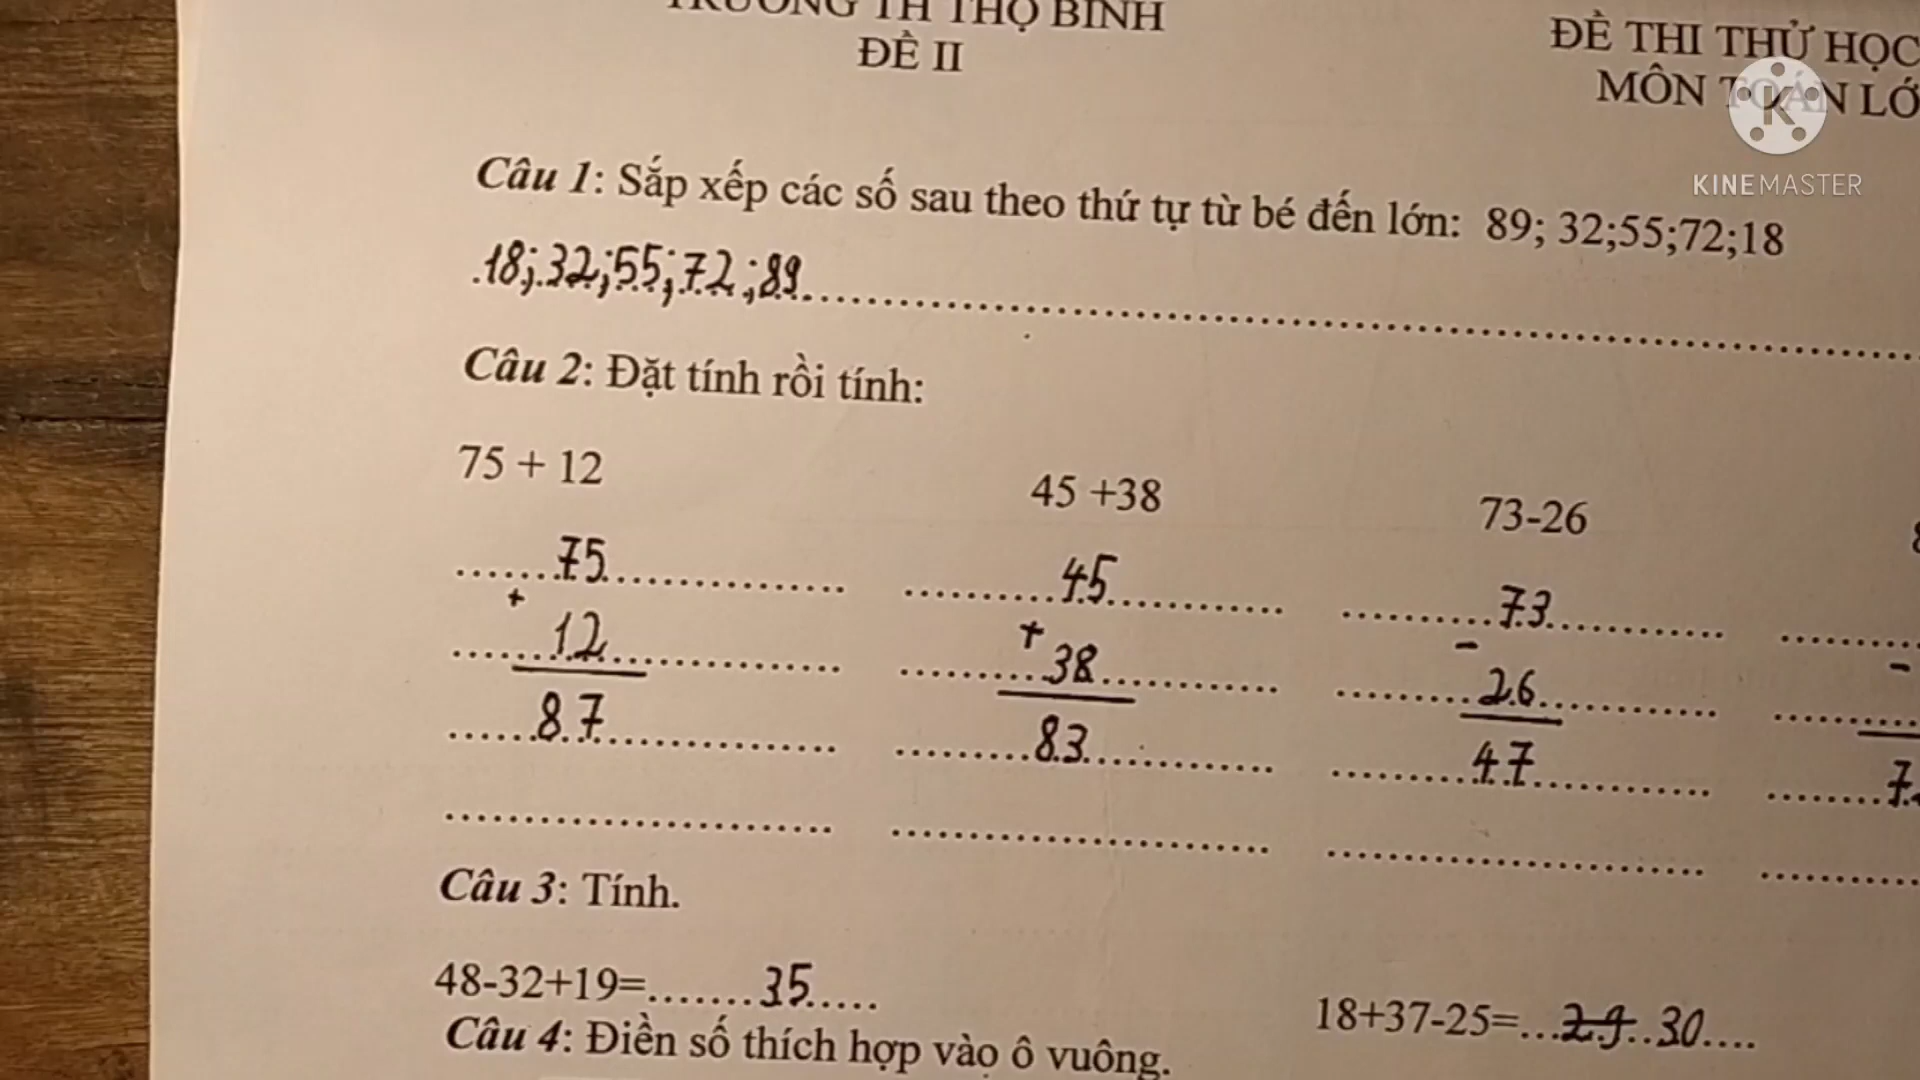 TRƯỜNG TH THỌ BÌNH
ĐỀ II
ĐỀ THI THỬ HỌC
MÔN TOÁN LỚ
KINEMASTER
Câu 1: Sắp xếp các số sau theo thứ tự từ bé đến lớn: 89; 32;55;72;18
18;32;55;72;89
Câu 2: Đặt tính rồi tính:
75 + 12 45 +38 73-26
75 45 73
+ + - -
12 38 26
87 83 47 7
Câu 3: Tính.
48-32+19=.......35.....
18+37-25=...29..30....
Câu 4: Điền số thích hợp vào ô vuông.